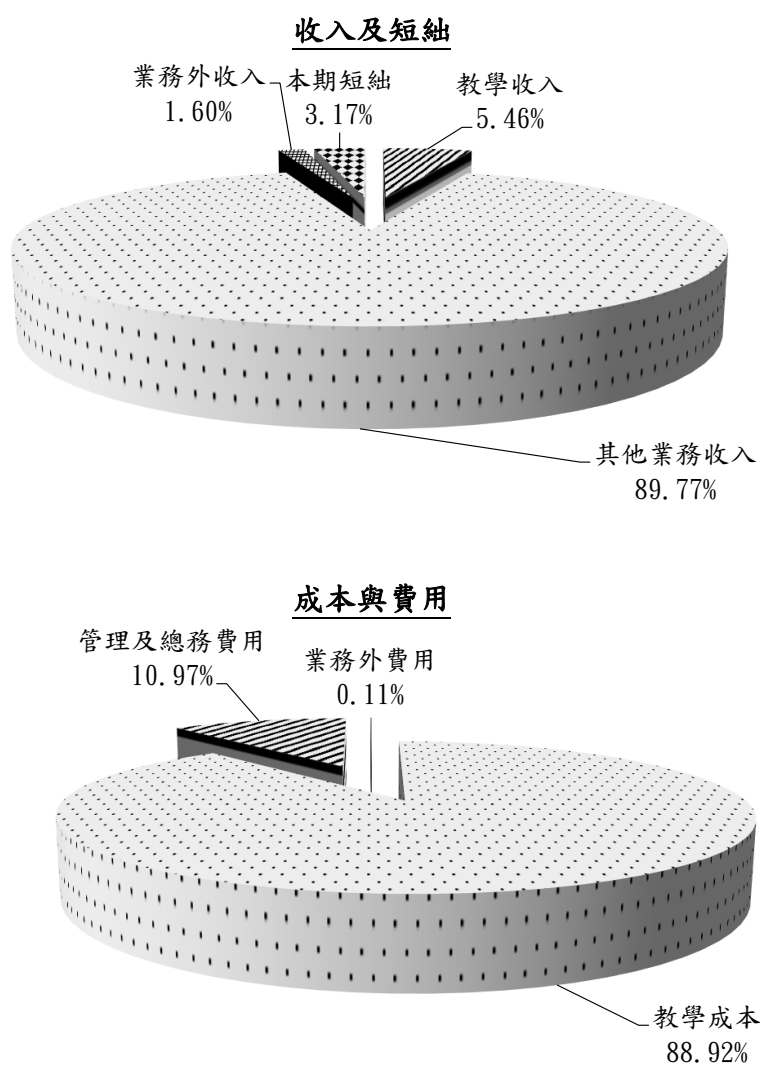 收入及短絀
業務外收入
1.60%
本期短絀
3.17%
教學收入
5.46%
其他業務收入
89.77%
成本與費用
管理及總務費用
10.97%
業務外費用
0.11%
教學成本
88.92%